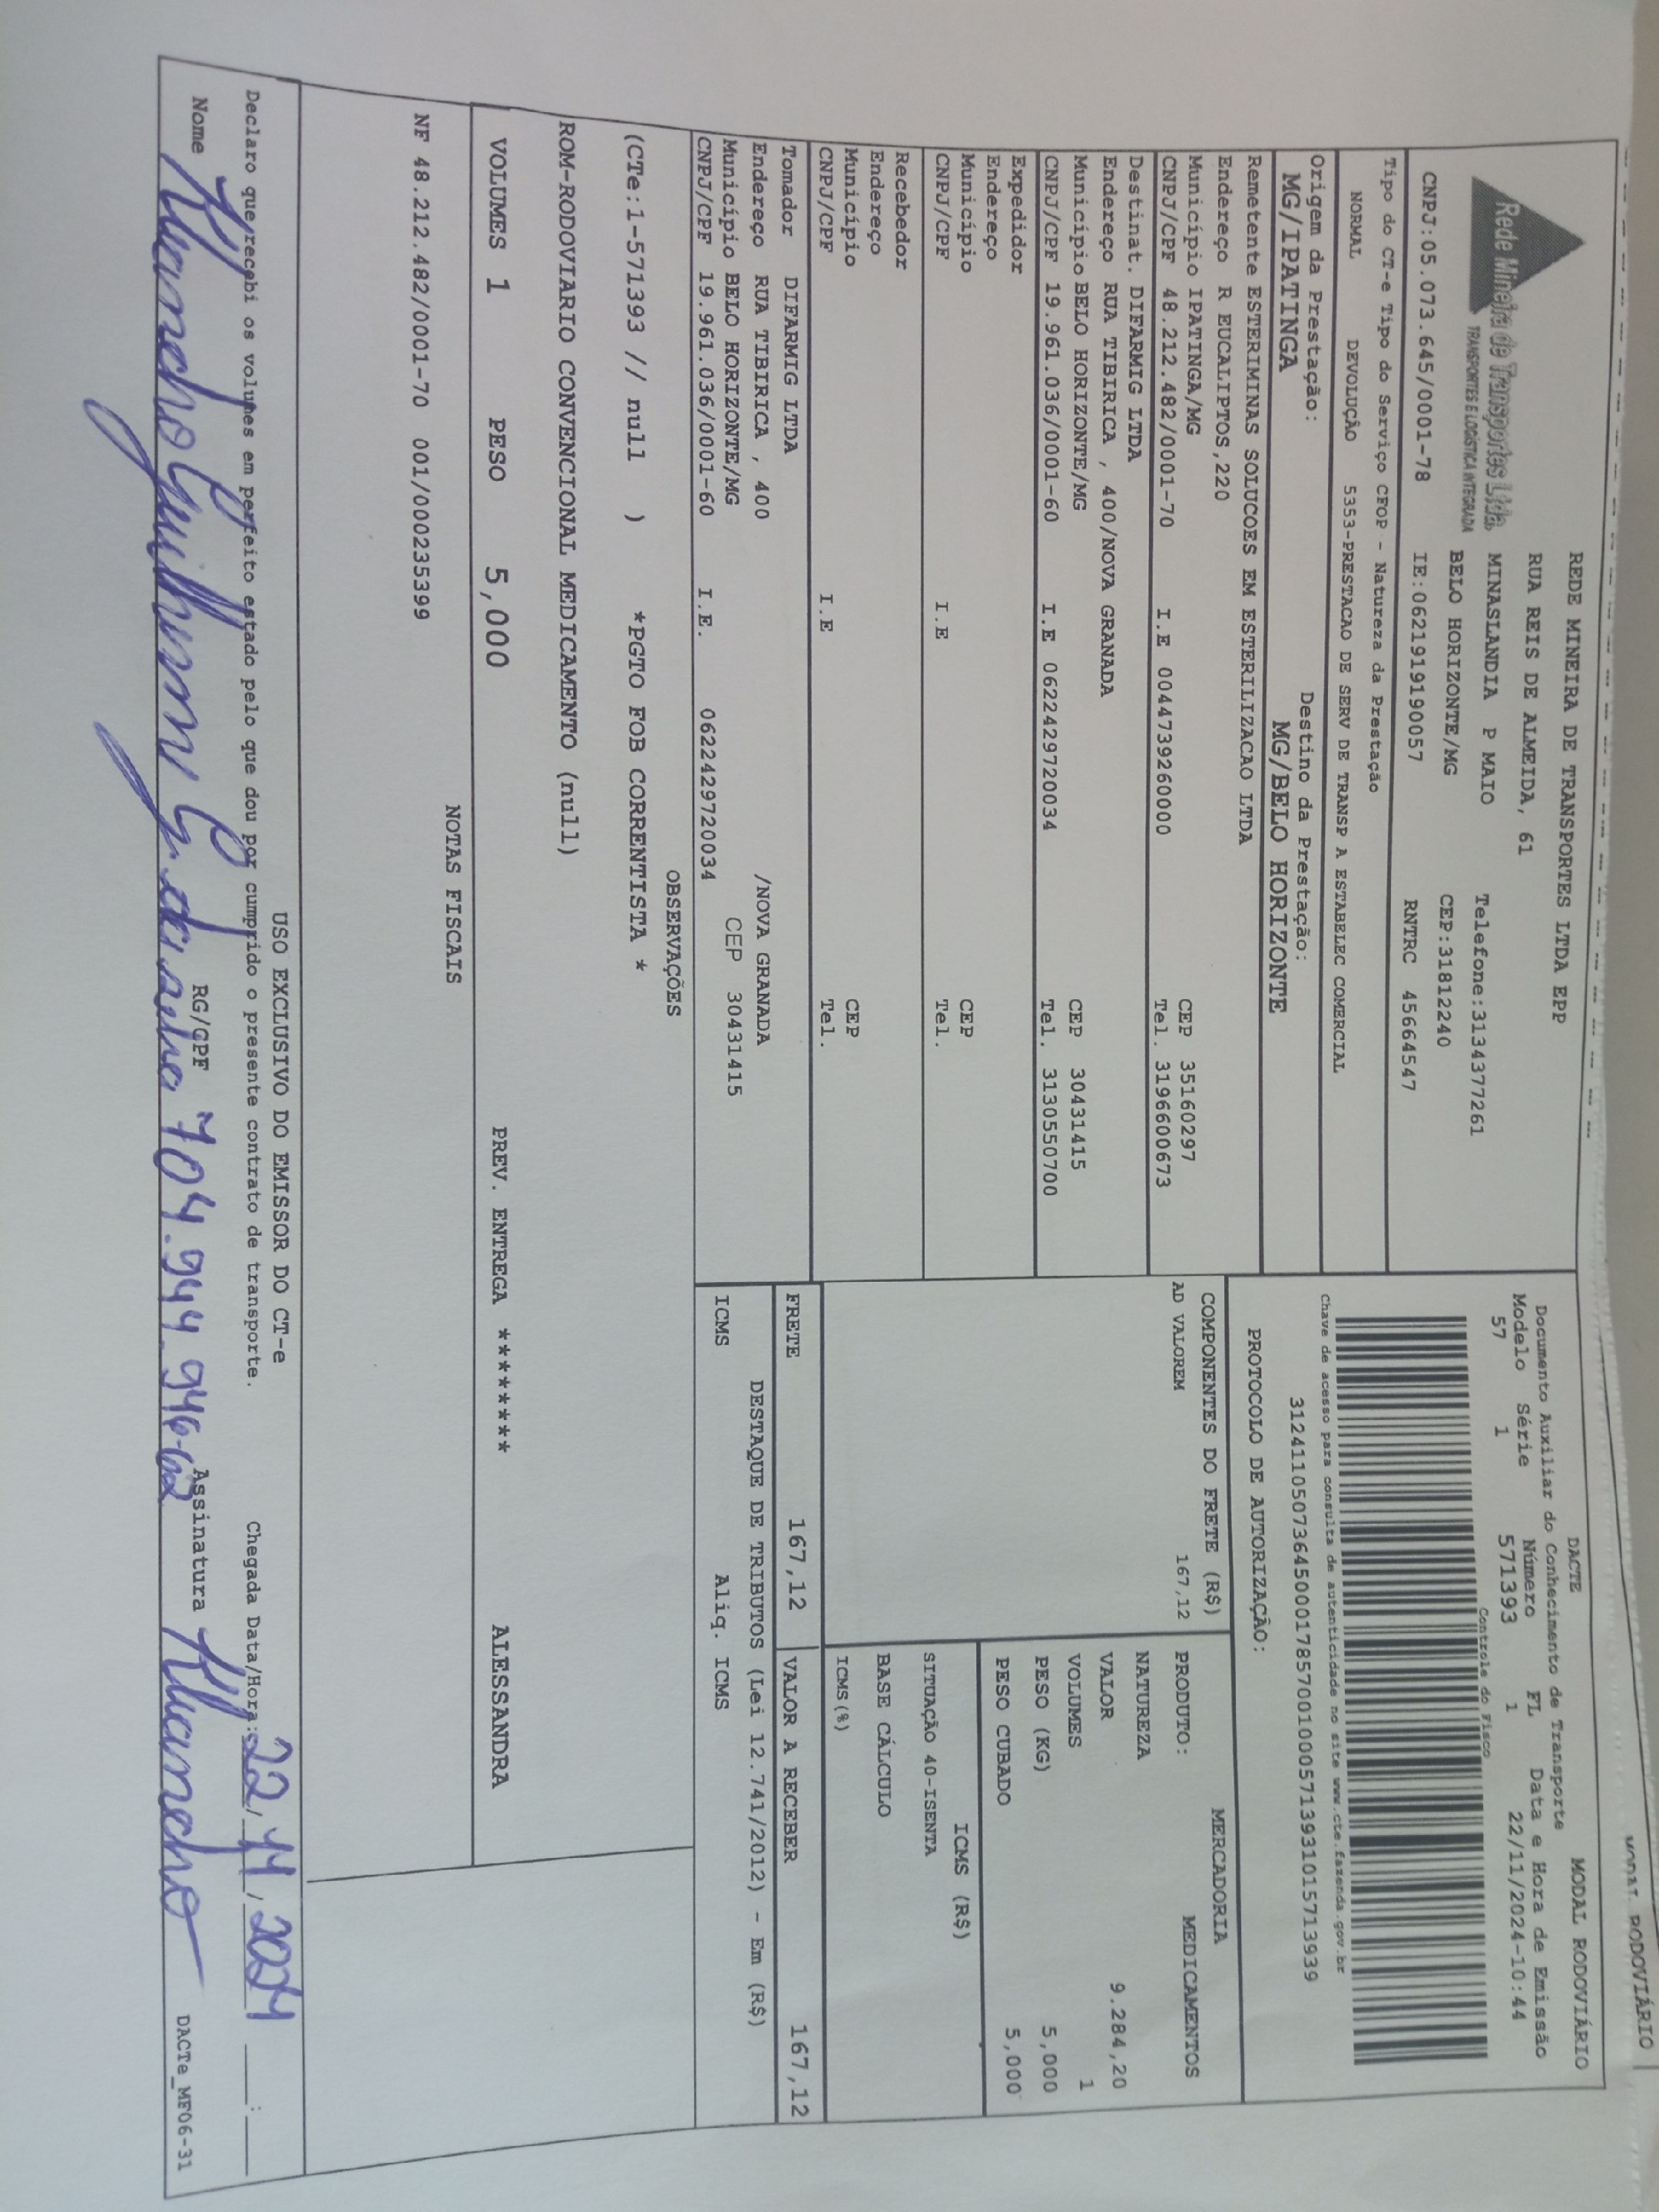 MODAL RODOVIÁRIO
Rede Mineira de Transportes Ltda.
TRANSPORTES E LOGÍSTICA INTEGRADA
REDE MINEIRA DE TRANSPORTES LTDA EPP
RUA REIS DE ALMEIDA, 61
MINASLANDIA P MAIO Telefone:3134377261
BELO HORIZONTE/MG CEP:31812240
CNPJ:05.073.645/0001-78 IE:0621919190057 RNTRC 45664547
Tipo do CT-e Tipo do Serviço CFOP - Natureza da Prestação
NORMAL DEVOLUÇÃO 5353-PRESTACAO DE SERV DE TRANSP A ESTABELEC COMERCIAL
Origem da Prestação: Destino da Prestação:
MG/IPATINGA MG/BELO HORIZONTE
DACTE MODAL RODOVIÁRIO
Documento Auxiliar do Conhecimento de Transporte
Modelo Série Número FL Data e Hora de Emissão
57 1 571393 1 22/11/2024-10:44
Controle do Fisco
Chave de acesso para consulta de autenticidade no site www.cte.fazenda.gov.br
31241105073645000178570010005713931015713939
PROTOCOLO DE AUTORIZAÇÃO:
Remetente ESTERIMINAS SOLUCOES EM ESTERILIZACAO LTDA
Endereço R EUCALIPTOS,220
Município IPATINGA/MG CEP 35160297
CNPJ/CPF 48.212.482/0001-70 I.E 0044739260000 Tel. 3196600673
Destinat. DIFARMIG LTDA
Endereço RUA TIBIRICA , 400/NOVA GRANADA
Município BELO HORIZONTE/MG CEP 30431415
CNPJ/CPF 19.961.036/0001-60 I.E 0622429720034 Tel. 3130550700
Expedidor
Endereço
Município CEP
CNPJ/CPF I.E Tel.
Recebedor
Endereço
Município CEP
CNPJ/CPF I.E Tel.
Tomador DIFARMIG LTDA
Endereço RUA TIBIRICA , 400 /NOVA GRANADA
Município BELO HORIZONTE/MG CEP 30431415
CNPJ/CPF 19.961.036/0001-60 I.E. 0622429720034
COMPONENTES DO FRETE (R$)
AD VALOREM 167,12
MERCADORIA
PRODUTO: MEDICAMENTOS
NATUREZA
VALOR 9.284,20
VOLUMES 1
PESO (KG) 5,000
PESO CUBADO 5,000
ICMS (R$)
SITUAÇÃO 40-ISENTA
BASE CÁLCULO
ICMS(%)
FRETE 167,12 VALOR A RECEBER 167,12
DESTAQUE DE TRIBUTOS (Lei 12.741/2012) - Em (R$)
ICMS Aliq. ICMS
OBSERVAÇÕES
(CTe:1-571393 // null ) *PGTO FOB CORRENTISTA *
ROM-RODOVIARIO CONVENCIONAL MEDICAMENTO (null)
VOLUMES 1 PESO 5,000 PREV. ENTREGA ******** ALESSANDRA
NOTAS FISCAIS
NF 48.212.482/0001-70 001/000235399
USO EXCLUSIVO DO EMISSOR DO CT-e
Declaro que recebi os volumes em perfeito estado pelo que dou por cumprido o presente contrato de transporte. Chegada Data/Hora: 22/11/2024 ___:___
Nome Guilherme G. da Silva RG/CPF 704.944.946-62 Assinatura
DACTe_MF06-31